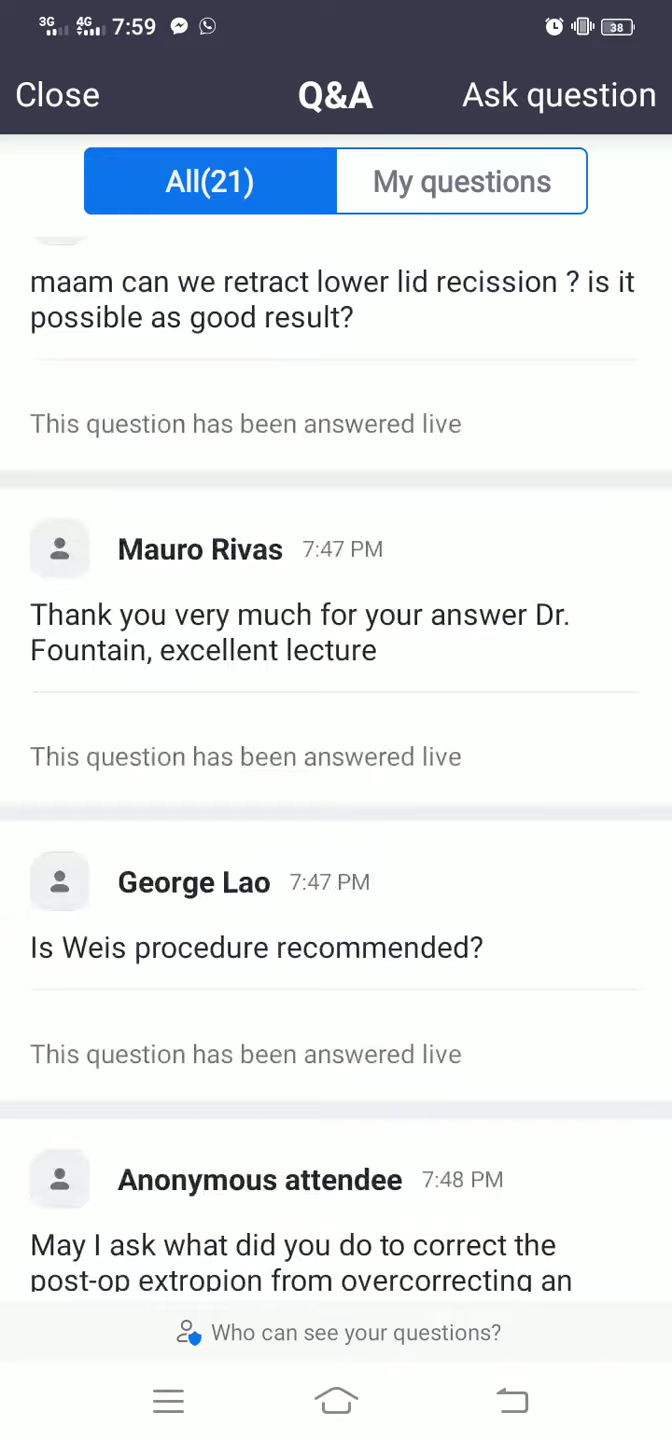 3G 4G 7:59 38
Close Q&A Ask question
All(21) My questions
maam can we retract lower lid recission ? is it
possible as good result?
This question has been answered live
Mauro Rivas 7:47 PM
Thank you very much for your answer Dr.
Fountain, excellent lecture
This question has been answered live
George Lao 7:47 PM
Is Weis procedure recommended?
This question has been answered live
Anonymous attendee 7:48 PM
May I ask what did you do to correct the
post-op extropion from overcorrecting an
Who can see your questions?